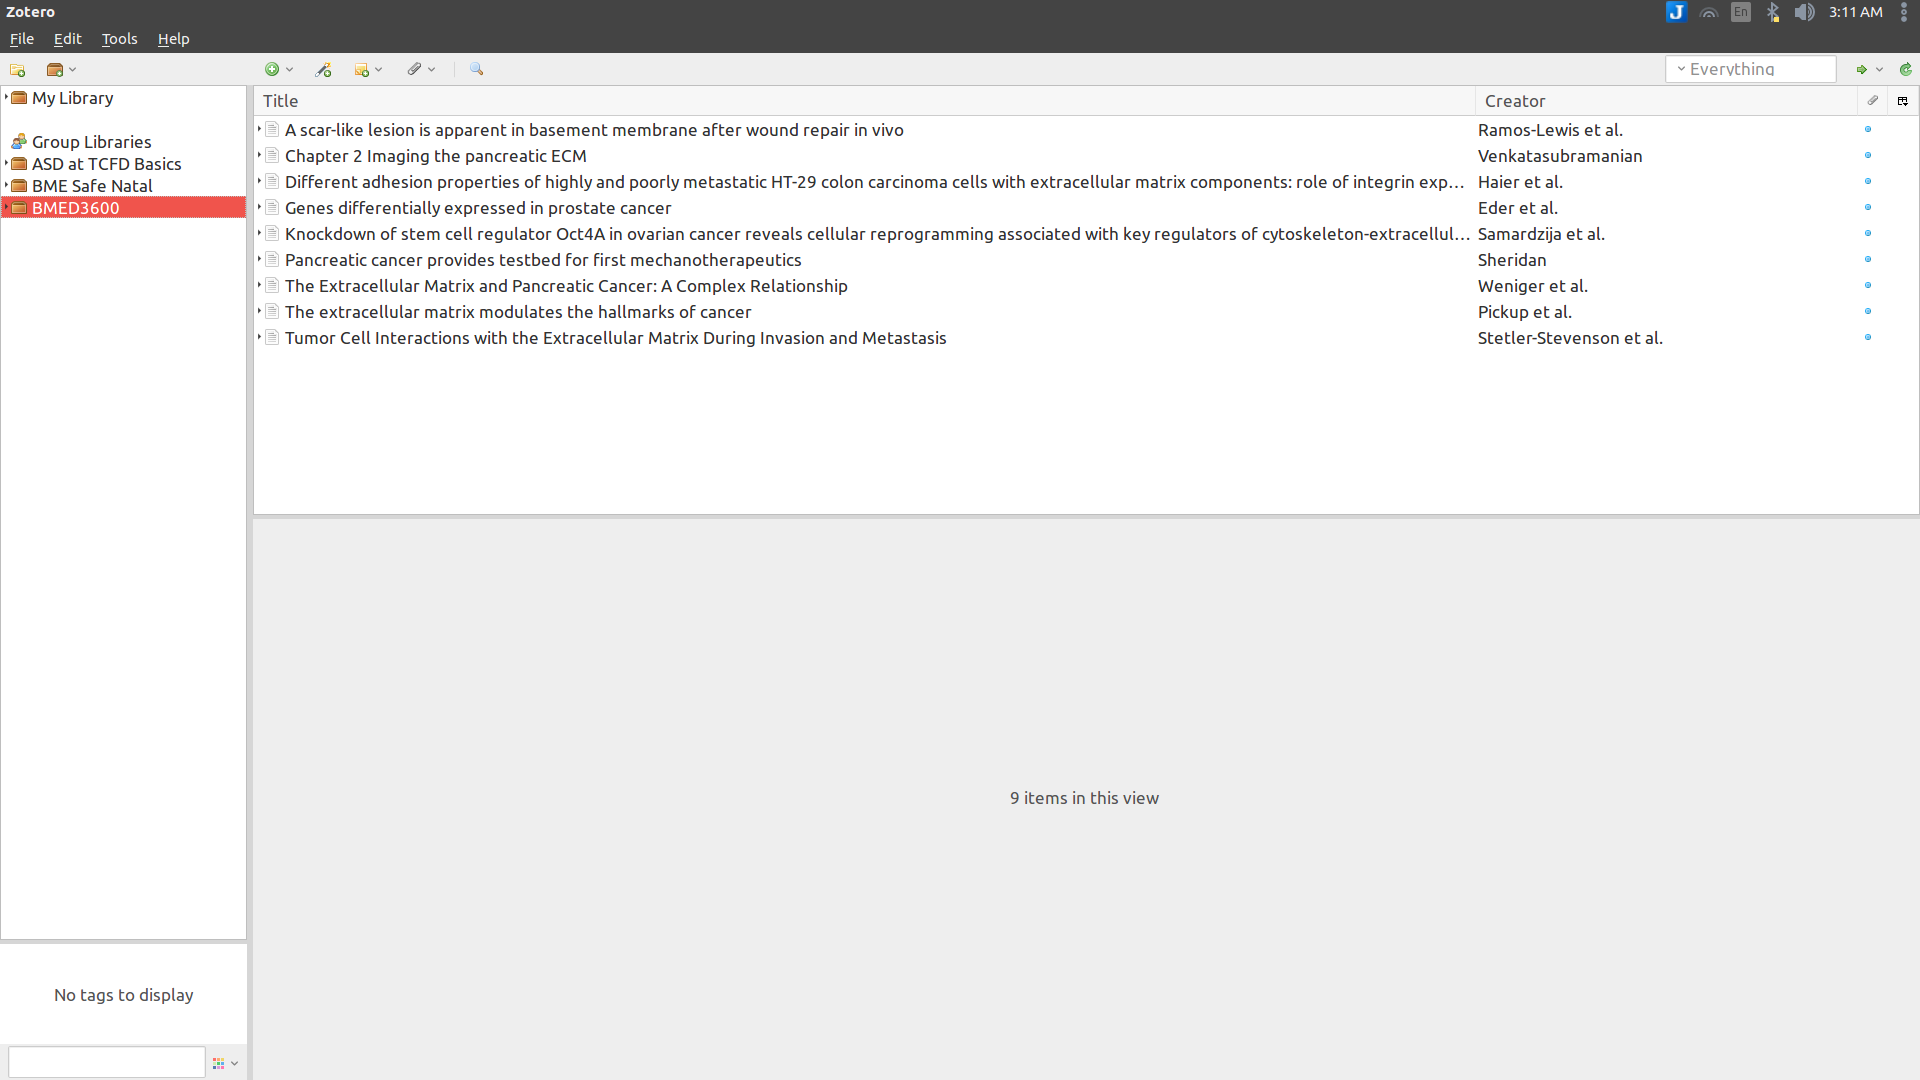 Zotero
J
En
3:11 AM
File Edit Tools Help
Everything
My Library
Group Libraries
ASD at TCFD Basics
BME Safe Natal
BMED3600
Title Creator
A scar-like lesion is apparent in basement membrane after wound repair in vivo Ramos-Lewis et al.
Chapter 2 Imaging the pancreatic ECM Venkatasubramanian
Different adhesion properties of highly and poorly metastatic HT-29 colon carcinoma cells with extracellular matrix components: role of integrin exp… Haier et al.
Genes differentially expressed in prostate cancer Eder et al.
Knockdown of stem cell regulator Oct4A in ovarian cancer reveals cellular reprogramming associated with key regulators of cytoskeleton-extracellul… Samardzija et al.
Pancreatic cancer provides testbed for first mechanotherapeutics Sheridan
The Extracellular Matrix and Pancreatic Cancer: A Complex Relationship Weniger et al.
The extracellular matrix modulates the hallmarks of cancer Pickup et al.
Tumor Cell Interactions with the Extracellular Matrix During Invasion and Metastasis Stetler-Stevenson et al.
9 items in this view
No tags to display